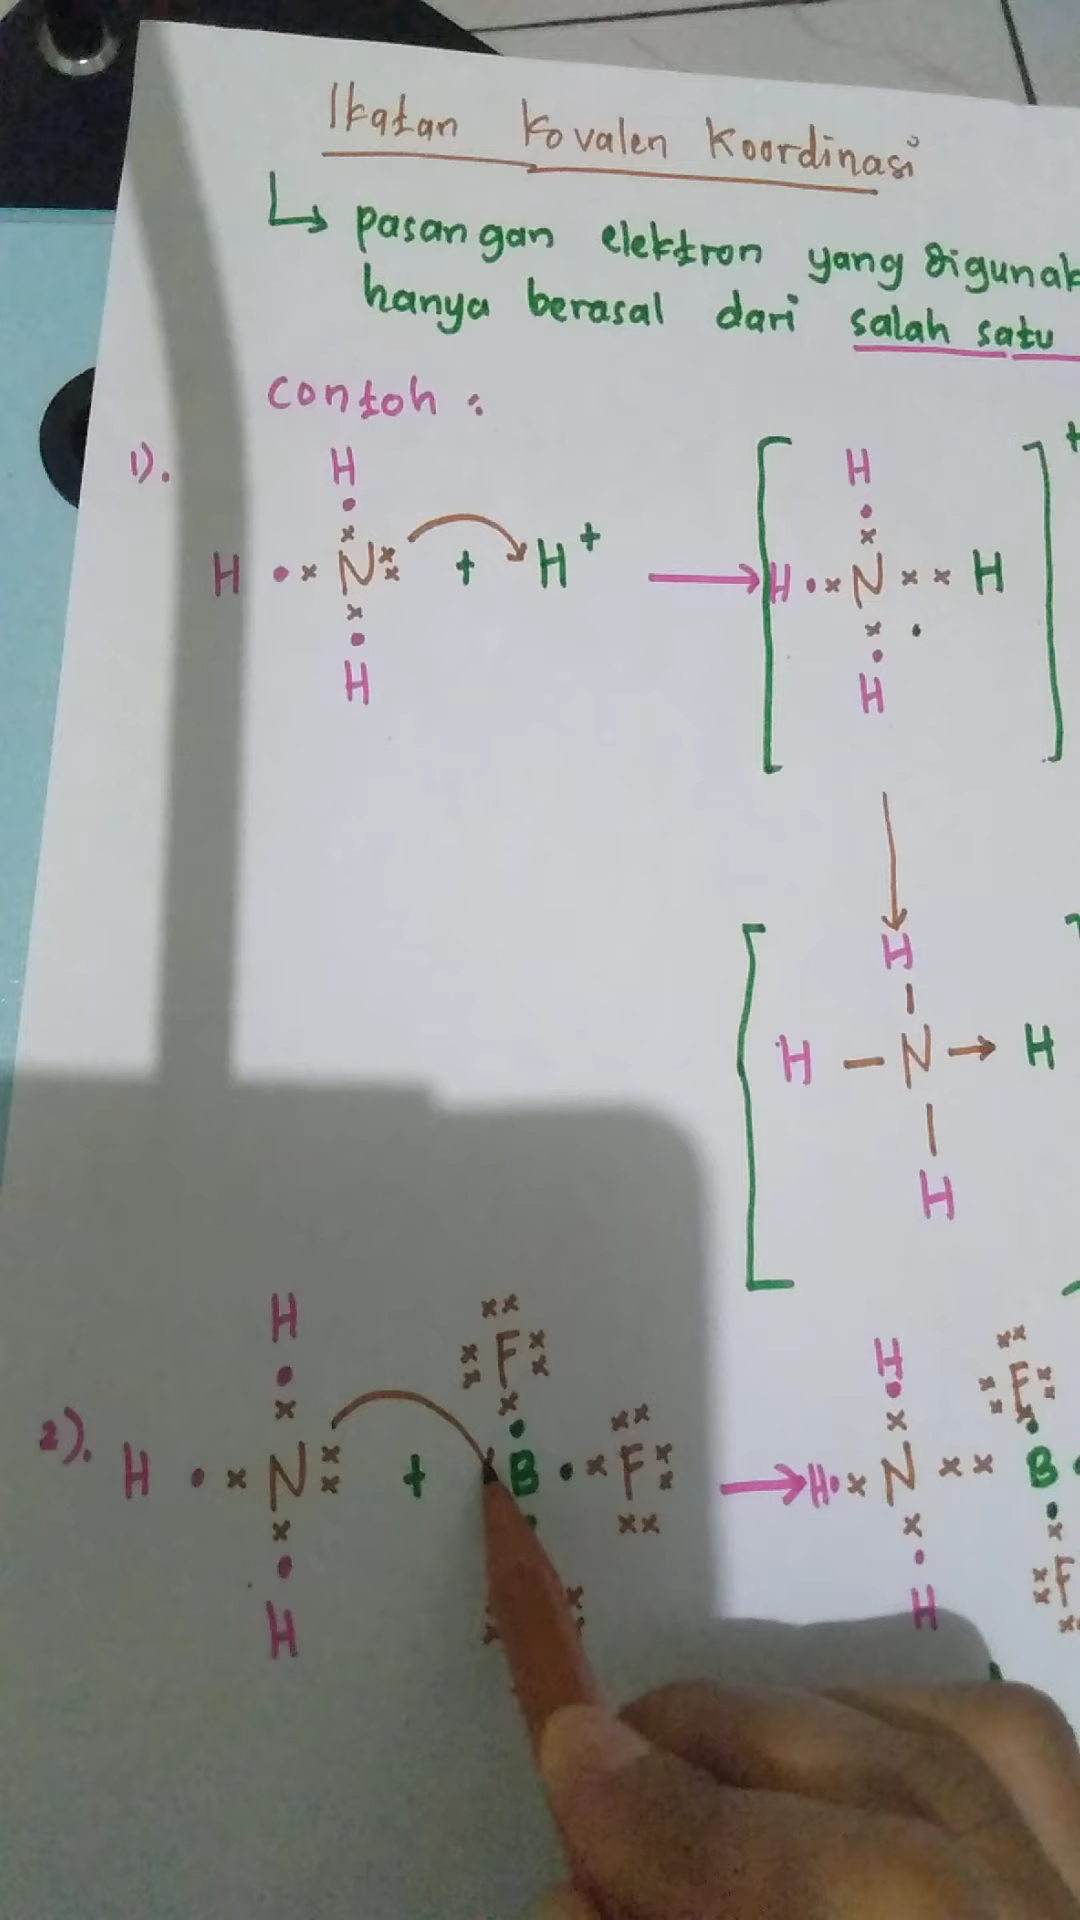 Ikatan Kovalen Koordinasi
↳ pasangan elektron yang digunak
hanya berasal dari salah satu
Contoh :
1).
H
H •× N ×× + H⁺ → [H •× N ×× H]⁺
H
H
H
H
H — N → H
H
2).
H
F
H •× N ×× + B •× F → H •× N ×× B
H
H
F
H